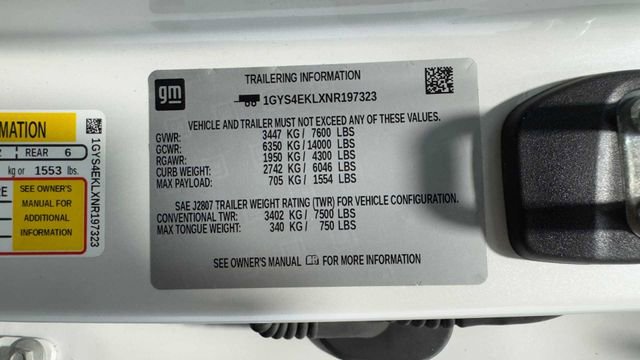 gm
TRAILERING INFORMATION
1GYS4EKLXNR197323
VEHICLE AND TRAILER MUST NOT EXCEED ANY OF THESE VALUES.
GVWR: 3447 KG / 7600 LBS
GCWR: 6350 KG / 14000 LBS
RGAWR: 1950 KG / 4300 LBS
CURB WEIGHT: 2742 KG / 6046 LBS
MAX PAYLOAD: 705 KG / 1554 LBS
SAE J2807 TRAILER WEIGHT RATING (TWR) FOR VEHICLE CONFIGURATION.
CONVENTIONAL TWR: 3402 KG / 7500 LBS
MAX TONGUE WEIGHT: 340 KG / 750 LBS
SEE OWNER'S MANUAL FOR MORE INFORMATION
REAR 6
kg or 1553 lbs.
SEE OWNER'S
MANUAL FOR
ADDITIONAL
INFORMATION
1GYS4EKLXNR197323